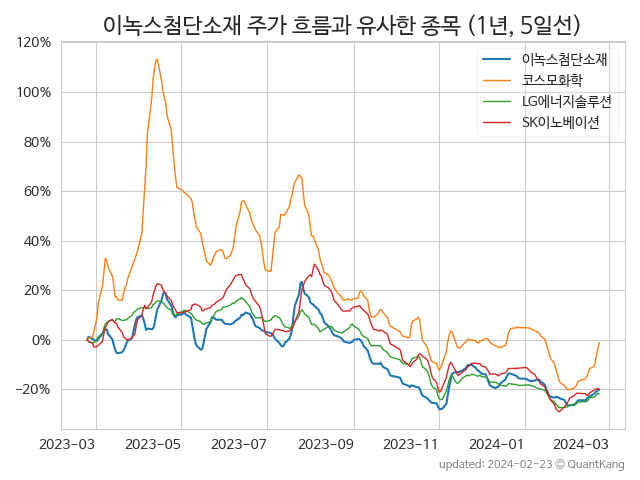 이녹스첨단소재 주가 흐름과 유사한 종목 (1년, 5일선)
120%
100%
80%
60%
40%
20%
0%
−20%
이녹스첨단소재
코스모화학
LG에너지솔루션
SK이노베이션
2023−03
2023−05
2023−07
2023−09
2023−11
2024−01
2024−03
updated: 2024−02−23 © QuantKang